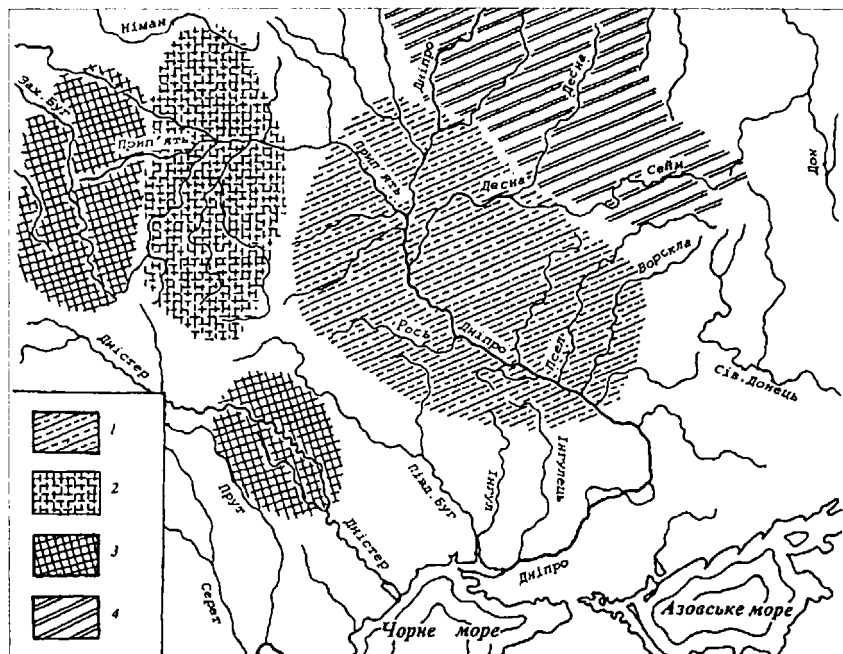 Німан
Зах. Буг
Прип'ять
Дніпро
Десна
Прип'ять
Десна
Сейм
Дон
Ворскла
Рось
Дніпро
Псел
Дністер
Сів. Донець
Прут
Півд. Буг
Інгул
Інгулець
Дністер
Серет
Дніпро
Чорне море
Азовське море
1
2
3
4